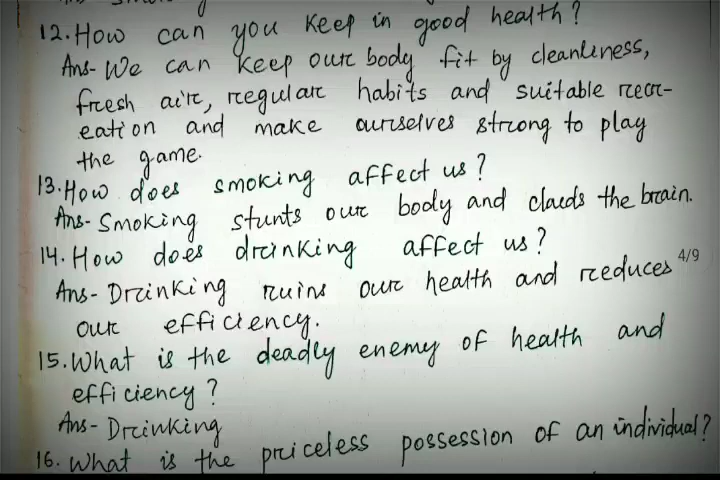 12. How can you keep in good health?
Ans- We can keep our body fit by cleanliness,
fresh air, regular habits and suitable recr-
eation and make ourselves strong to play
the game.
13. How does smoking affect us?
Ans- Smoking stunts our body and clouds the brain.
14. How does drinking affect us?
4/9
Ans- Drinking ruins our health and reduces
our efficiency.
15. What is the deadly enemy of health and
efficiency?
Ans- Drinking
16. What is the priceless possession of an individual?